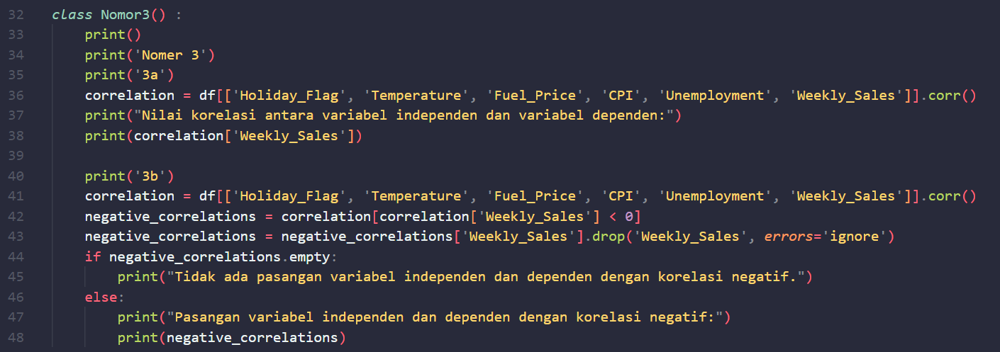 32 class Nomor3() :
33     print()
34     print('Nomer 3')
35     print('3a')
36     correlation = df[['Holiday_Flag', 'Temperature', 'Fuel_Price', 'CPI', 'Unemployment', 'Weekly_Sales']].corr()
37     print("Nilai korelasi antara variabel independen dan variabel dependen:")
38     print(correlation['Weekly_Sales'])
39
40     print('3b')
41     correlation = df[['Holiday_Flag', 'Temperature', 'Fuel_Price', 'CPI', 'Unemployment', 'Weekly_Sales']].corr()
42     negative_correlations = correlation[correlation['Weekly_Sales'] < 0]
43     negative_correlations = negative_correlations['Weekly_Sales'].drop('Weekly_Sales', errors='ignore')
44     if negative_correlations.empty:
45         print("Tidak ada pasangan variabel independen dan dependen dengan korelasi negatif.")
46     else:
47         print("Pasangan variabel independen dan dependen dengan korelasi negatif:")
48         print(negative_correlations)